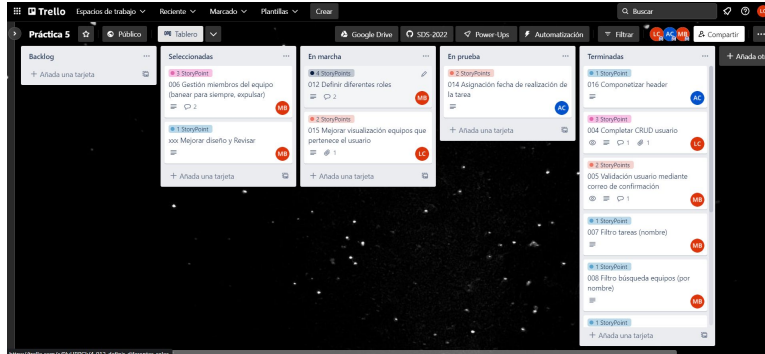 Trello Espacios de trabajo Reciente Marcado Plantillas Crear Buscar
Práctica 5 Público Tablero Google Drive SDS-2022 Power-Ups Automatización Filtrar LC AC MB Compartir
Backlog
+ Añada una tarjeta
Seleccionadas
3 StoryPoint
006 Gestión miembros del equipo
(banear para siempre, expulsar)
2
MB
1 StoryPoint
xxx Mejorar diseño y Revisar
MB
+ Añada una tarjeta
En marcha
4 StoryPoints
012 Definir diferentes roles
2
MB
2 StoryPoints
015 Mejorar visualización equipos que
pertenece el usuario
1
LC
+ Añada una tarjeta
En prueba
2 StoryPoints
014 Asignación fecha de realización de
la tarea
AC
+ Añada una tarjeta
Terminadas
1 StoryPoint
016 Componetizar header
AC
3 StoryPoint
004 Completar CRUD usuario
1 1
LC
2 StoryPoints
005 Validación usuario mediante
correo de confirmación
1
MB
1 StoryPoint
007 Filtro tareas (nombre)
MB
1 StoryPoint
008 Filtro búsqueda equipos (por
nombre)
MB
1 StoryPoint
+ Añada una tarjeta
+ Añada